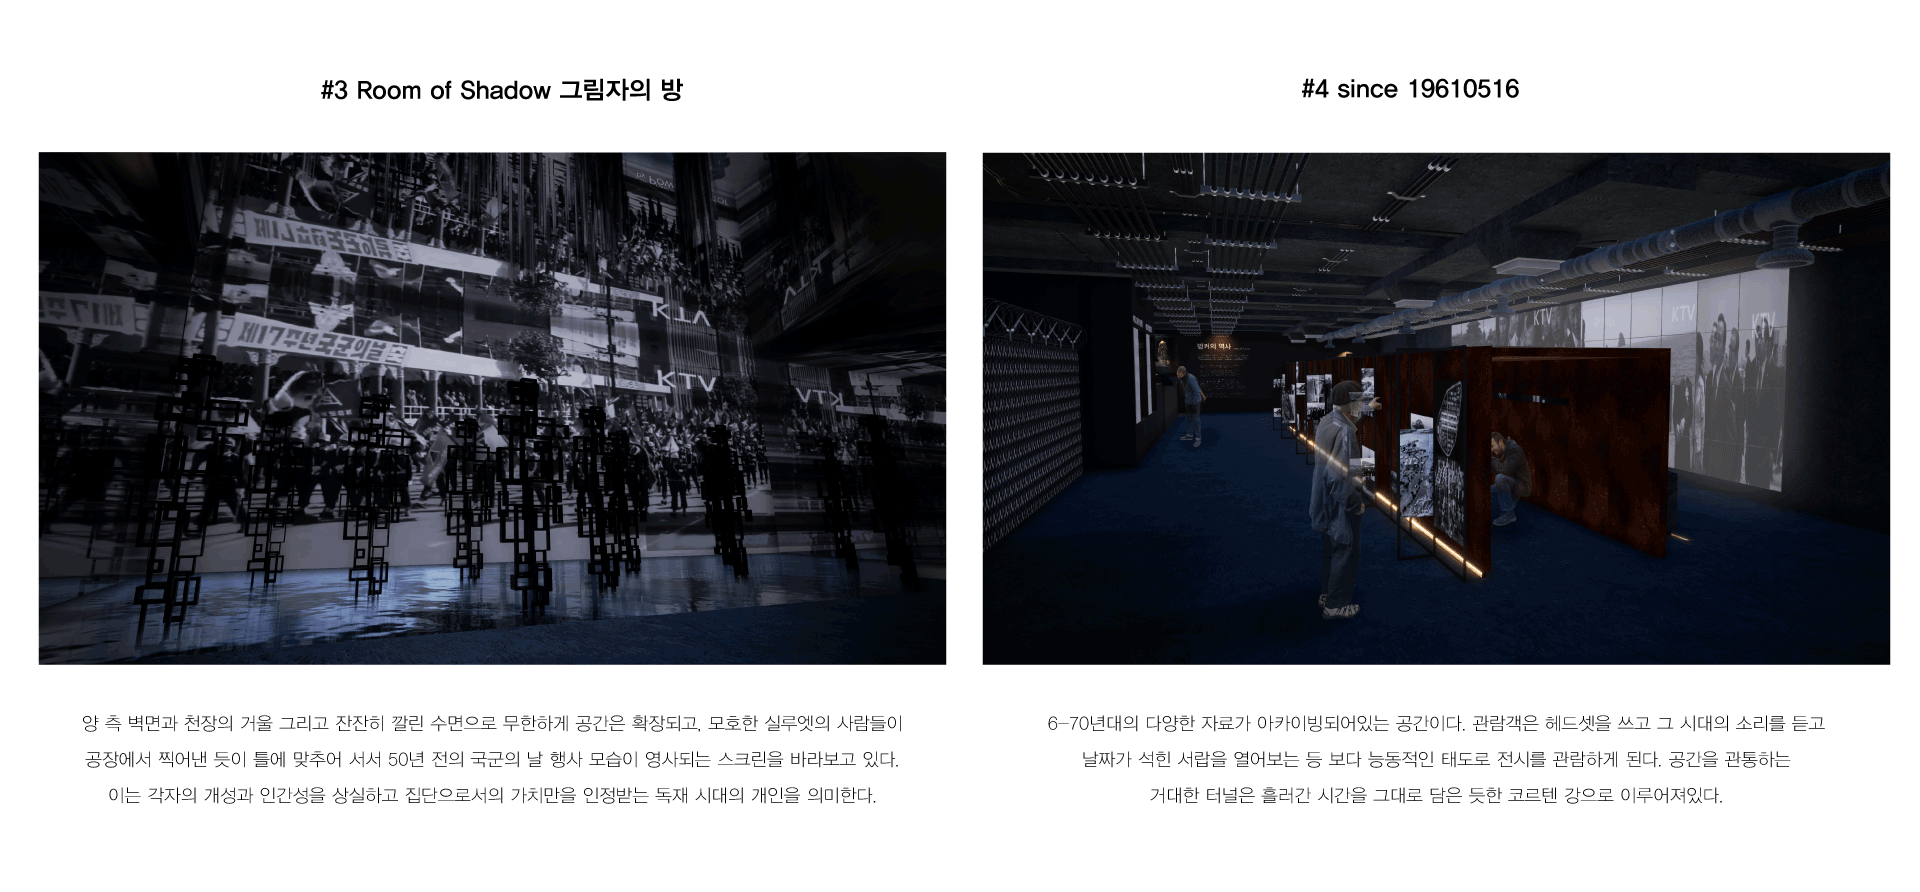 #3 Room of Shadow 그림자의 방
제17주년국군의날
KTV
KTV
양 측 벽면과 천장의 거울 그리고 잔잔히 깔린 수면으로 무한하게 공간은 확장되고, 모호한 실루엣의 사람들이
공장에서 찍어낸 듯이 틀에 맞추어 서서 50년 전의 국군의 날 행사 모습이 영사되는 스크린을 바라보고 있다.
이는 각자의 개성과 인간성을 상실하고 집단으로서의 가치만을 인정받는 독재 시대의 개인을 의미한다.
#4 since 19610516
KTV
KTV
KTV
벙커의 역사
6-70년대의 다양한 자료가 아카이빙되어있는 공간이다. 관람객은 헤드셋을 쓰고 그 시대의 소리를 듣고
날짜가 석힌 서랍을 열어보는 등 보다 능동적인 태도로 전시를 관람하게 된다. 공간을 관통하는
거대한 터널은 흘러간 시간을 그대로 담은 듯한 코르텐 강으로 이루어져있다.